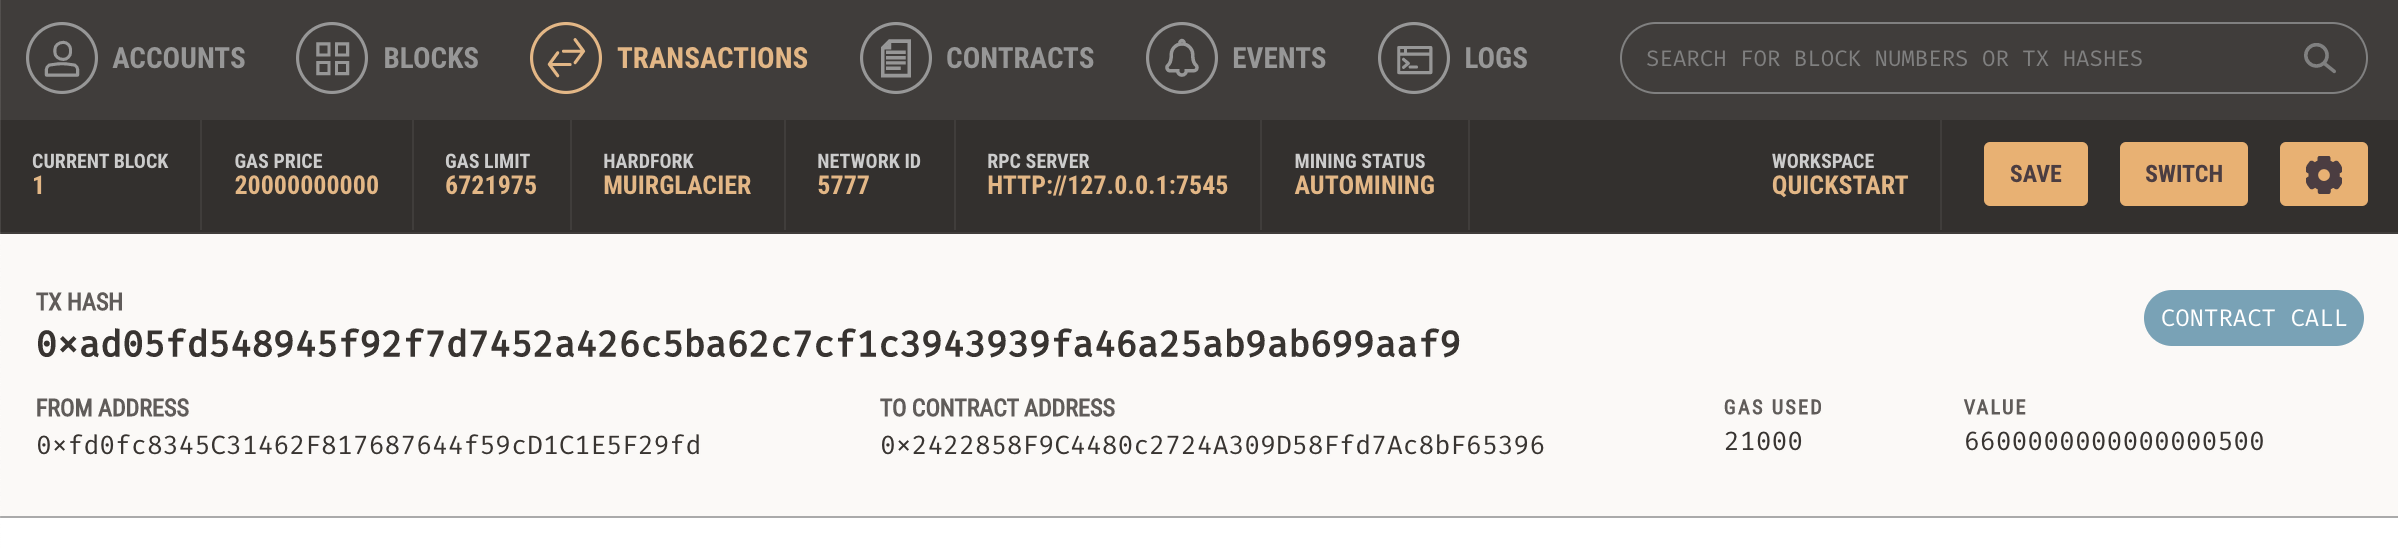 ACCOUNTS BLOCKS TRANSACTIONS CONTRACTS EVENTS LOGS SEARCH FOR BLOCK NUMBERS OR TX HASHES
CURRENT BLOCK GAS PRICE GAS LIMIT HARDFORK NETWORK ID RPC SERVER MINING STATUS WORKSPACE
1 20000000000 6721975 MUIRGLACIER 5777 HTTP://127.0.0.1:7545 AUTOMINING QUICKSTART SAVE SWITCH
TX HASH
0×ad05fd548945f92f7d7452a426c5ba62c7cf1c3943939fa46a25ab9ab699aaf9
CONTRACT CALL
FROM ADDRESS TO CONTRACT ADDRESS GAS USED VALUE
0×fd0fc8345C31462F817687644f59cD1C1E5F29fd 0×2422858F9C4480c2724A309D58Ffd7Ac8bF65396 21000 6600000000000000500